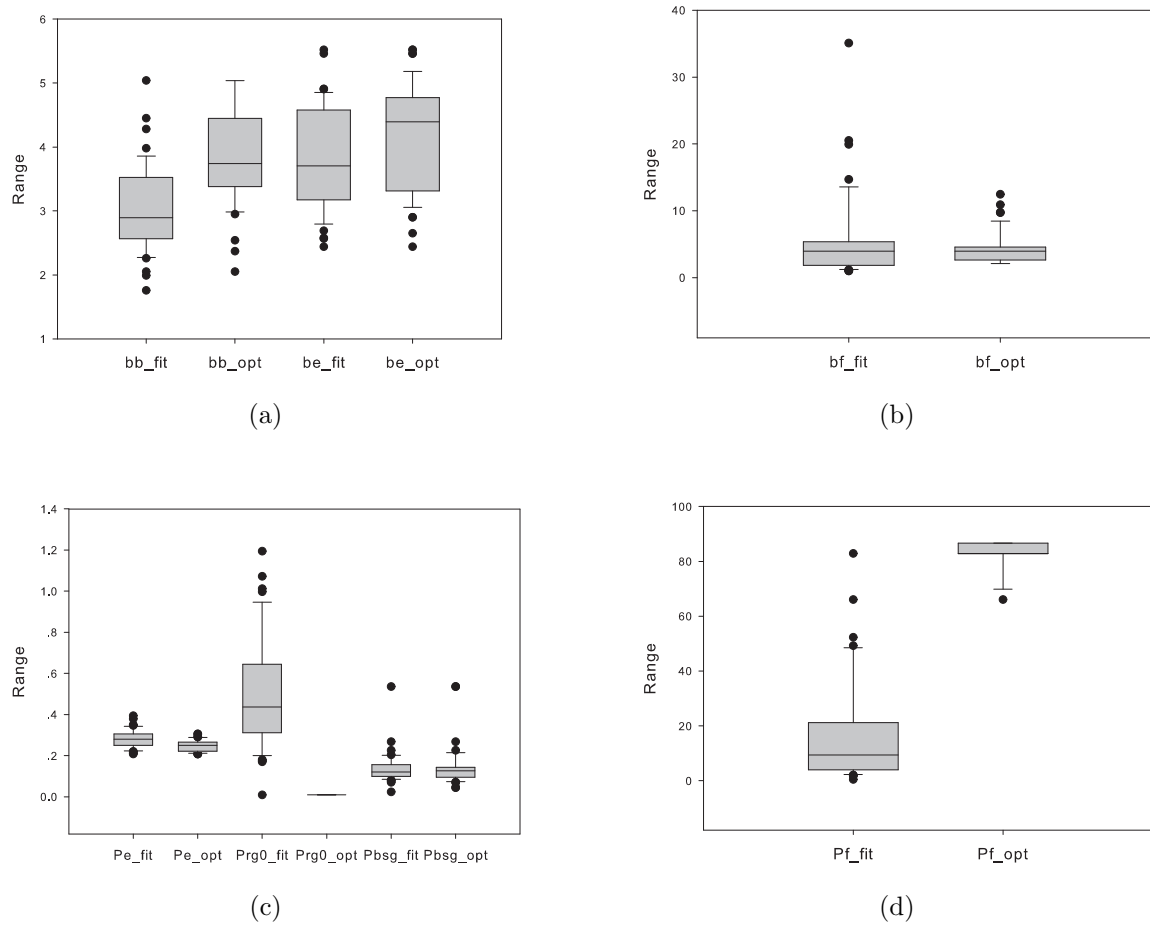 6
5
4
3
2
1
Range
bb_fit bb_opt be_fit be_opt
(a)
40
30
20
10
0
Range
bf_fit bf_opt
(b)
1.4
1.2
1.0
.8
.6
.4
.2
0.0
Range
Pe_fit Pe_opt Prg0_fit Prg0_opt Pbsg_fit Pbsg_opt
(c)
100
80
60
40
20
0
Range
Pf_fit Pf_opt
(d)